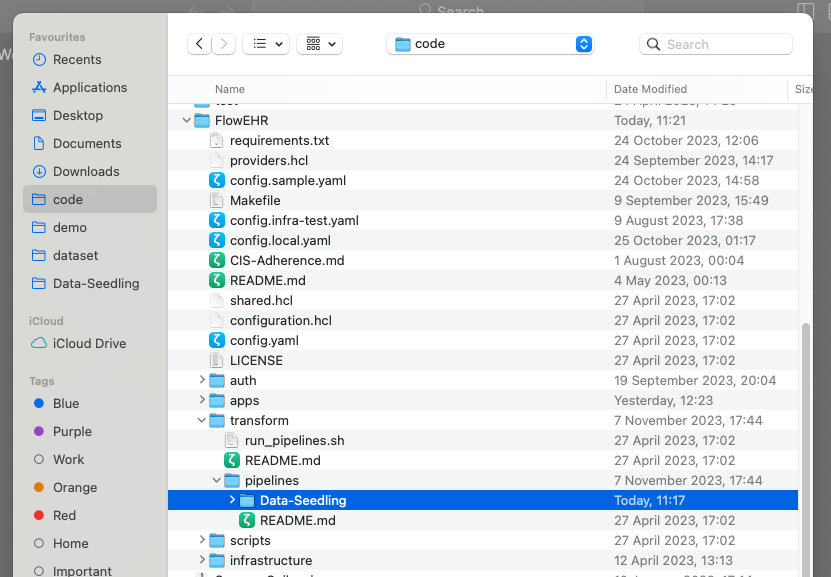 Search
Favourites
Recents
Applications
Desktop
Documents
Downloads
code
demo
dataset
Data-Seedling
iCloud
iCloud Drive
Tags
Blue
Purple
Work
Orange
Red
Home
Important
code
Search
Name Date Modified Size
FlowEHR Today, 11:21
requirements.txt 24 October 2023, 12:06
providers.hcl 24 September 2023, 14:17
config.sample.yaml 24 October 2023, 14:58
Makefile 9 September 2023, 15:49
config.infra-test.yaml 9 August 2023, 17:38
config.local.yaml 25 October 2023, 01:17
CIS-Adherence.md 1 August 2023, 00:04
README.md 4 May 2023, 00:13
shared.hcl 27 April 2023, 17:02
configuration.hcl 27 April 2023, 17:02
config.yaml 27 April 2023, 17:02
LICENSE 27 April 2023, 17:02
auth 19 September 2023, 20:04
apps Yesterday, 12:23
transform 7 November 2023, 17:44
run_pipelines.sh 27 April 2023, 17:02
README.md 27 April 2023, 17:02
pipelines 7 November 2023, 17:44
Data-Seedling Today, 11:17
README.md 27 April 2023, 17:02
scripts 27 April 2023, 17:02
infrastructure 12 April 2023, 13:13